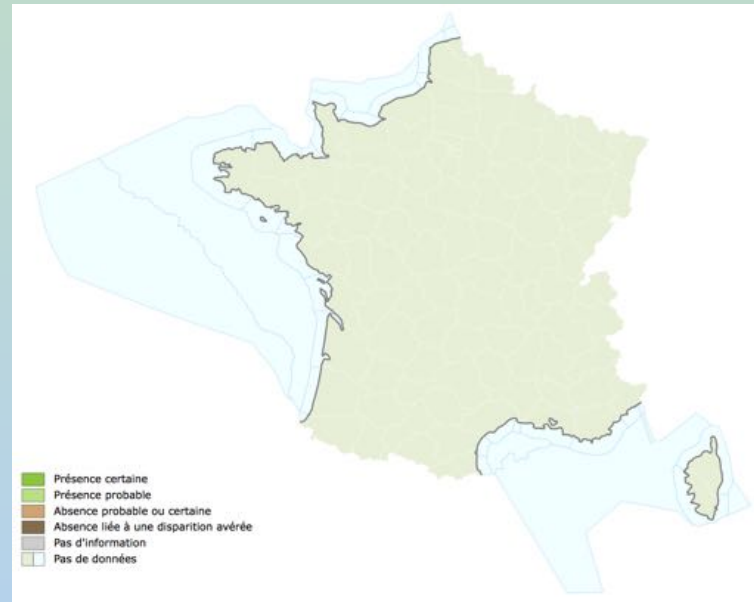 Présence certaine
Présence probable
Absence probable ou certaine
Absence liée à une disparition avérée
Pas d'information
Pas de données